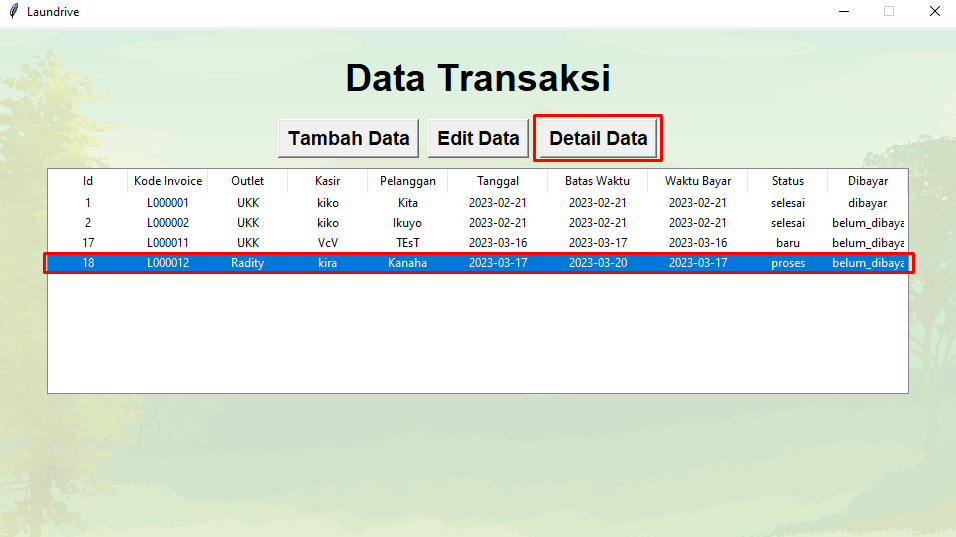 Laundrive
Data Transaksi
Tambah Data Edit Data Detail Data
Id Kode Invoice Outlet Kasir Pelanggan Tanggal Batas Waktu Waktu Bayar Status Dibayar
1 L000001 UKK kiko Kita 2023-02-21 2023-02-21 2023-02-21 selesai dibayar
2 L000002 UKK kiko Ikuyo 2023-02-21 2023-02-21 2023-02-21 selesai belum_dibaya
17 L000011 UKK VcV TEsT 2023-03-16 2023-03-17 2023-03-16 baru belum_dibaya
18 L000012 Radity kira Kanaha 2023-03-17 2023-03-20 2023-03-17 proses belum_dibaya